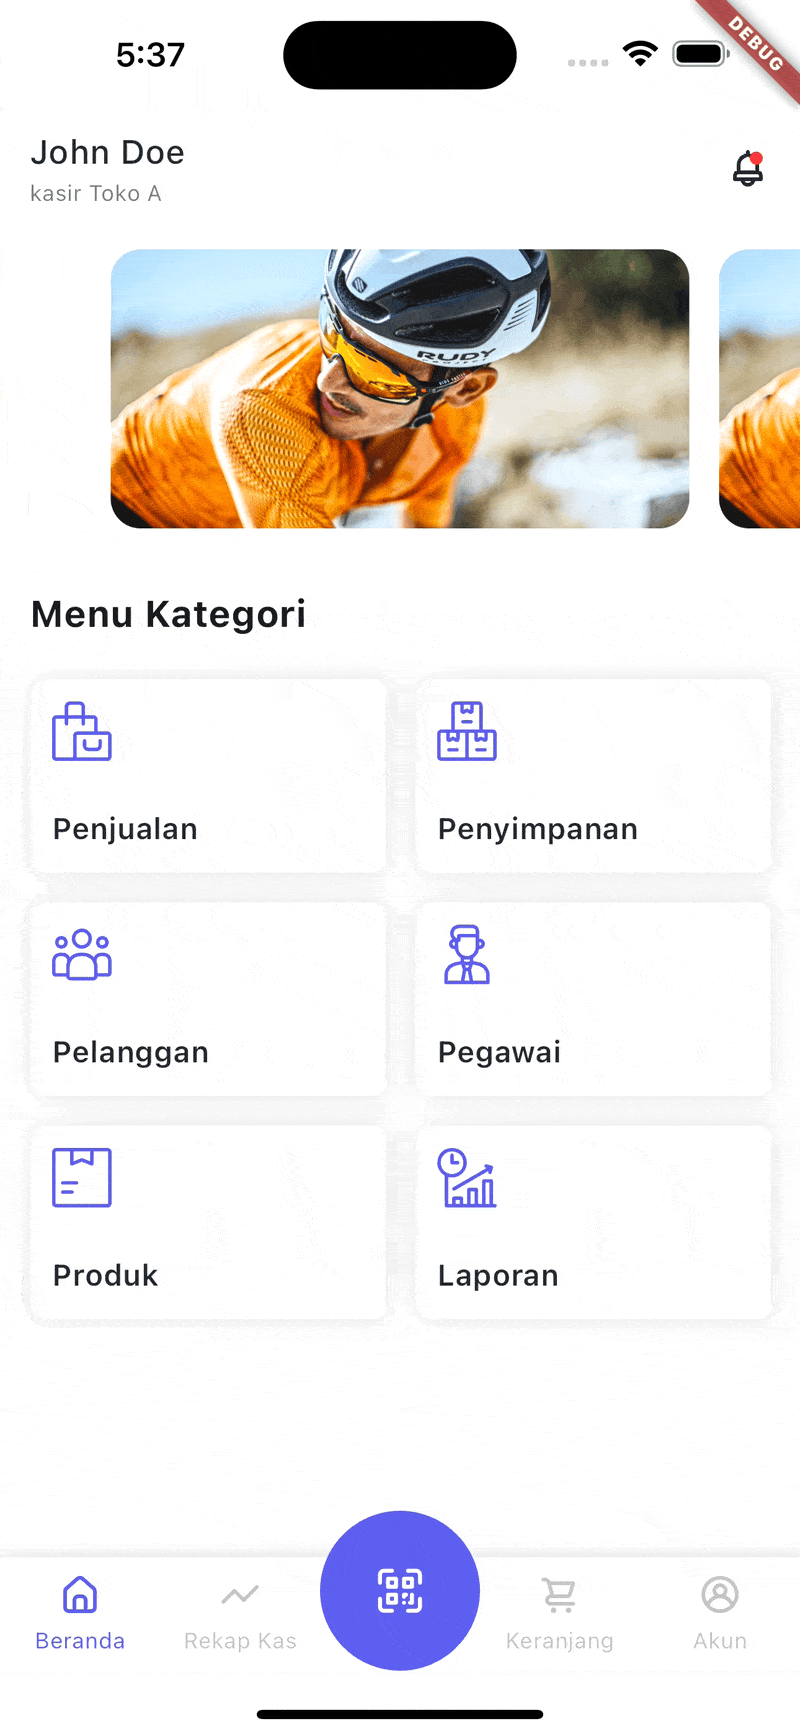 5:37
DEBUG
John Doe
kasir Toko A
RUDY
Menu Kategori
Penjualan
Penyimpanan
Pelanggan
Pegawai
Produk
Laporan
Beranda
Rekap Kas
Keranjang
Akun